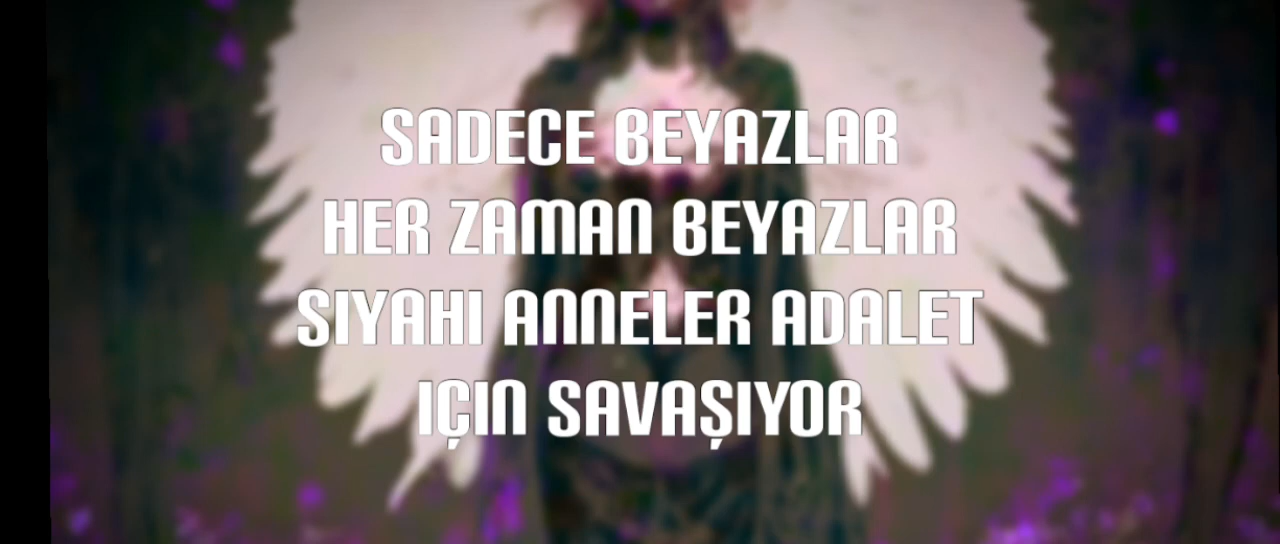 SADECE BEYAZLAR
HER ZAMAN BEYAZLAR
SIYAHI ANNELER ADALET
IÇIN SAVAŞIYOR